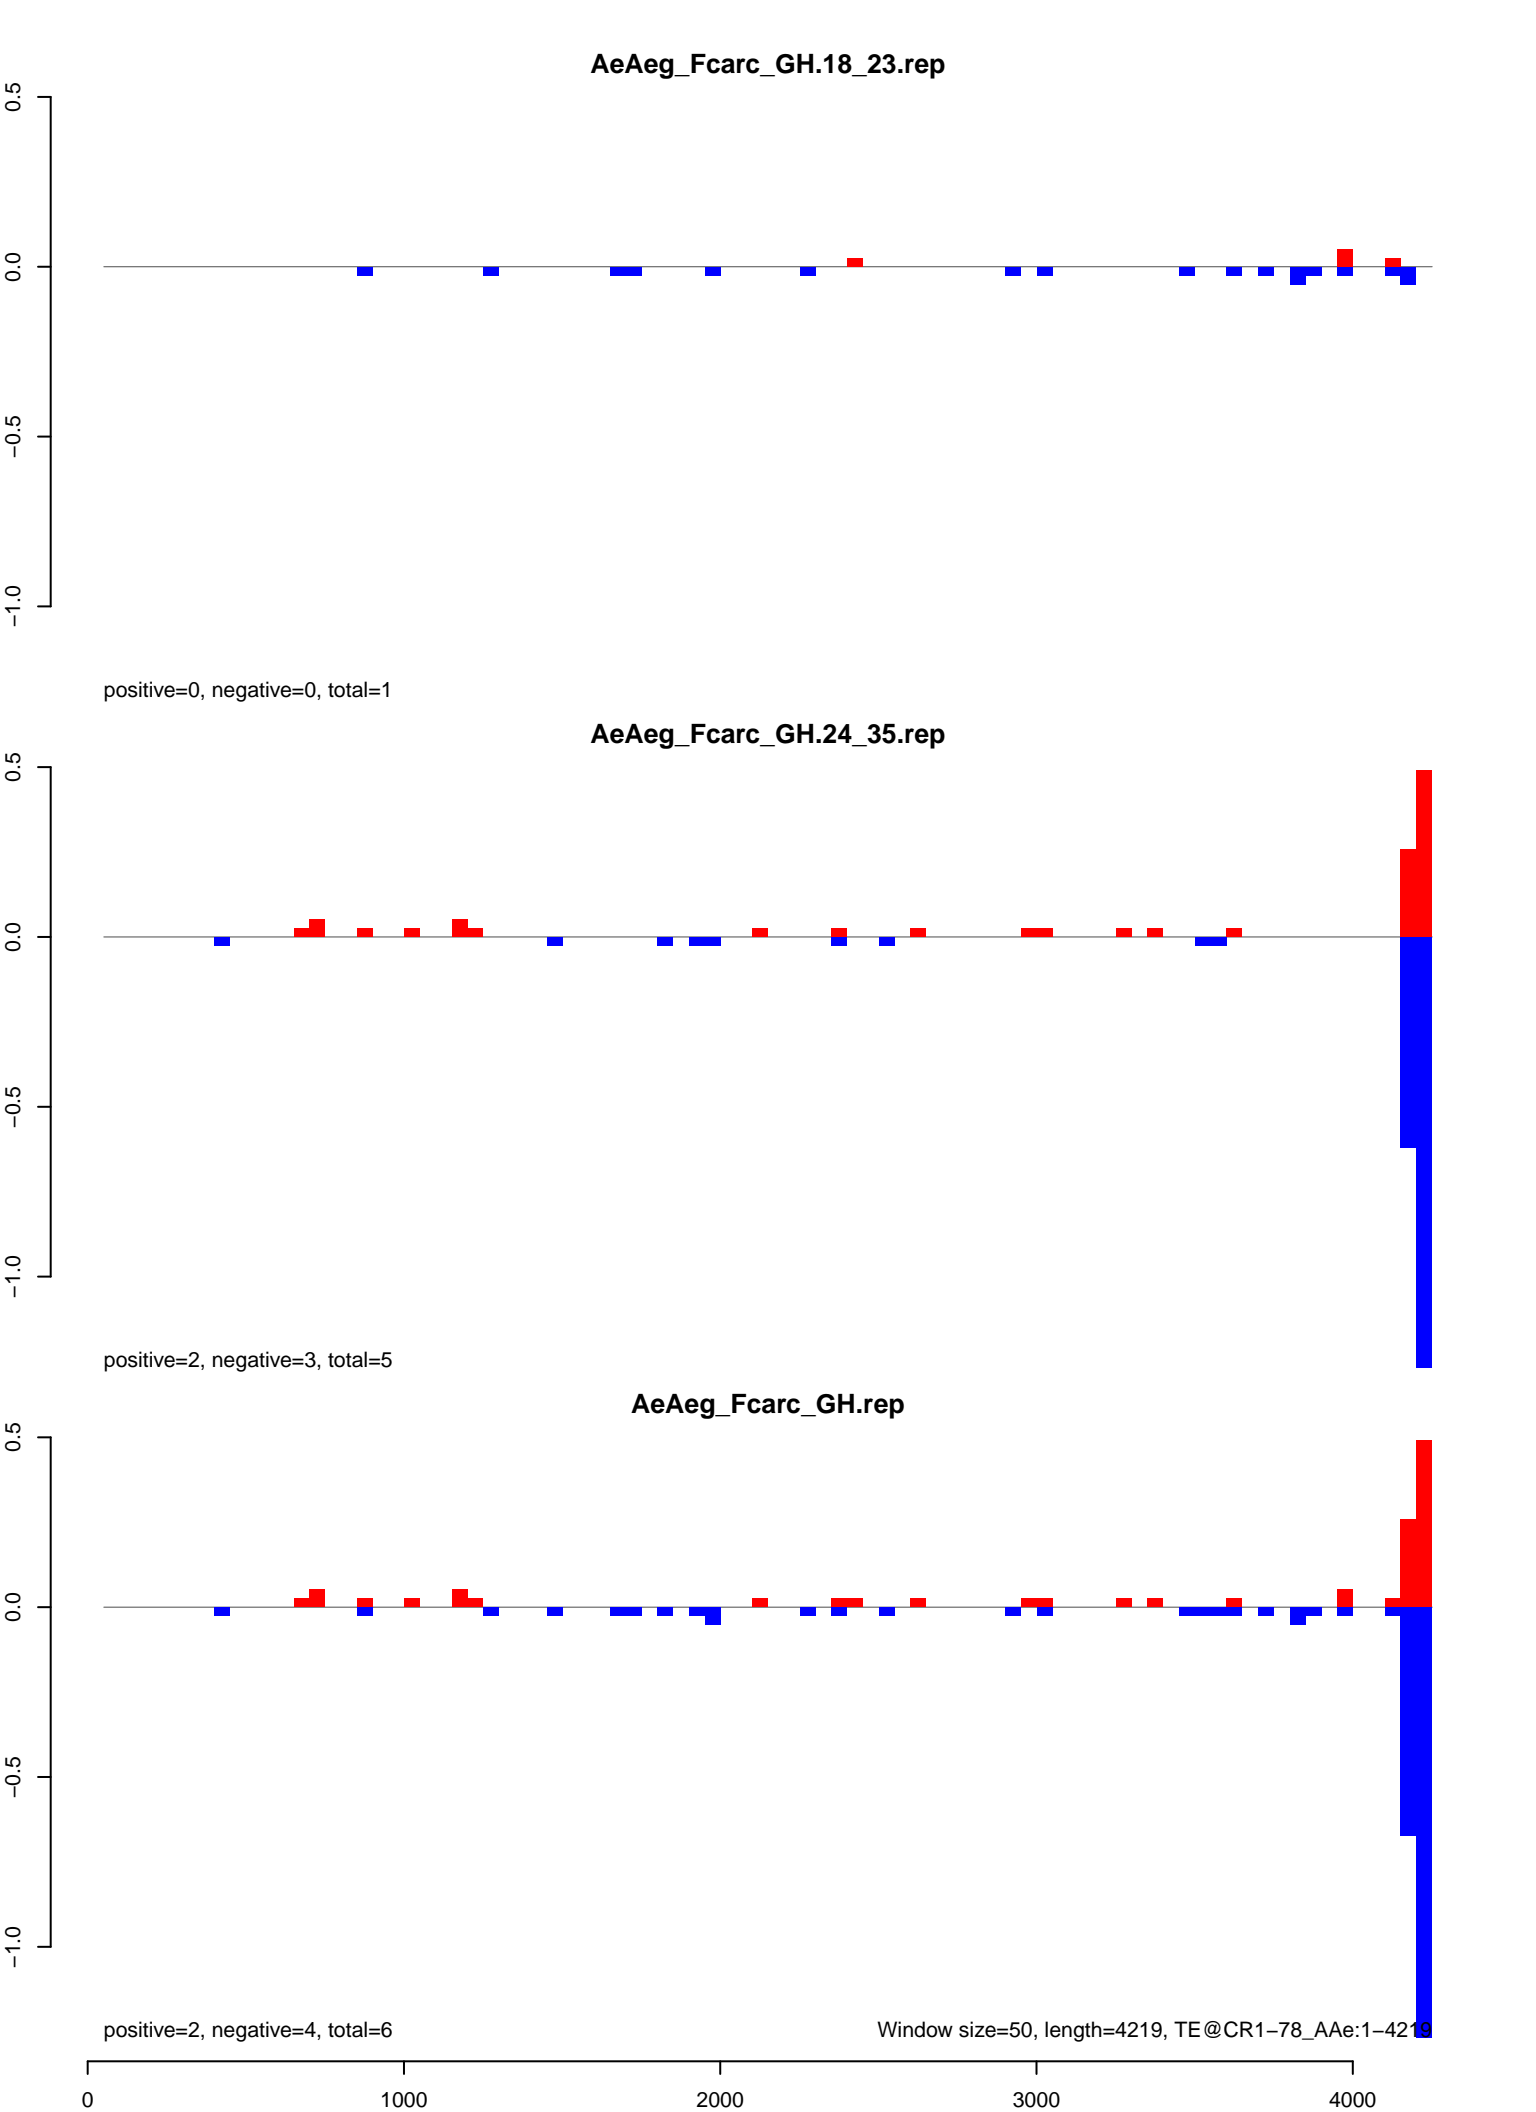 AeAeg_Fcarc_GH.18_23.rep
0.5
0.0
−0.5
−1.0
positive=0, negative=0, total=1
AeAeg_Fcarc_GH.24_35.rep
0.5
0.0
−0.5
−1.0
positive=2, negative=3, total=5
AeAeg_Fcarc_GH.rep
0.5
0.0
−0.5
−1.0
positive=2, negative=4, total=6
Window size=50, length=4219, TE@CR1−78_AAe:1−4219
0 1000 2000 3000 4000